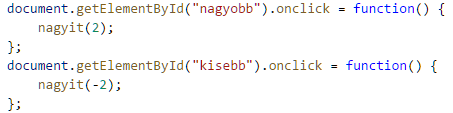 document.getElementById("nagyobb").onclick = function() {
    nagyit(2);
};
document.getElementById("kisebb").onclick = function() {
    nagyit(-2);
};